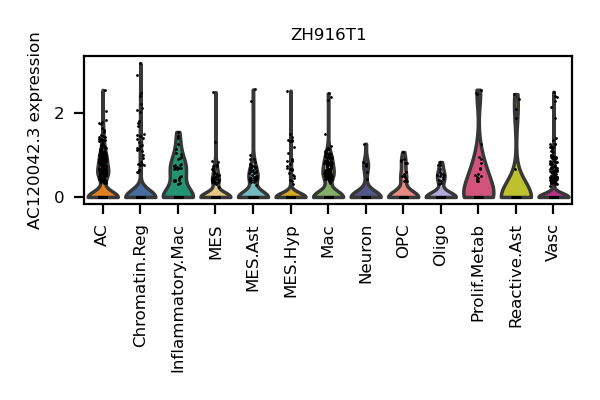 ZH916T1
AC120042.3 expression
2
0
AC
Chromatin.Reg
Inflammatory.Mac
MES
MES.Ast
MES.Hyp
Mac
Neuron
OPC
Oligo
Prolif.Metab
Reactive.Ast
Vasc